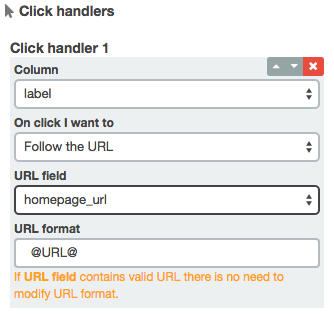 Click handlers
Click handler 1
Column
label
On click I want to
Follow the URL
URL field
homepage_url
URL format
@URL@
If URL field contains valid URL there is no need to
modify URL format.